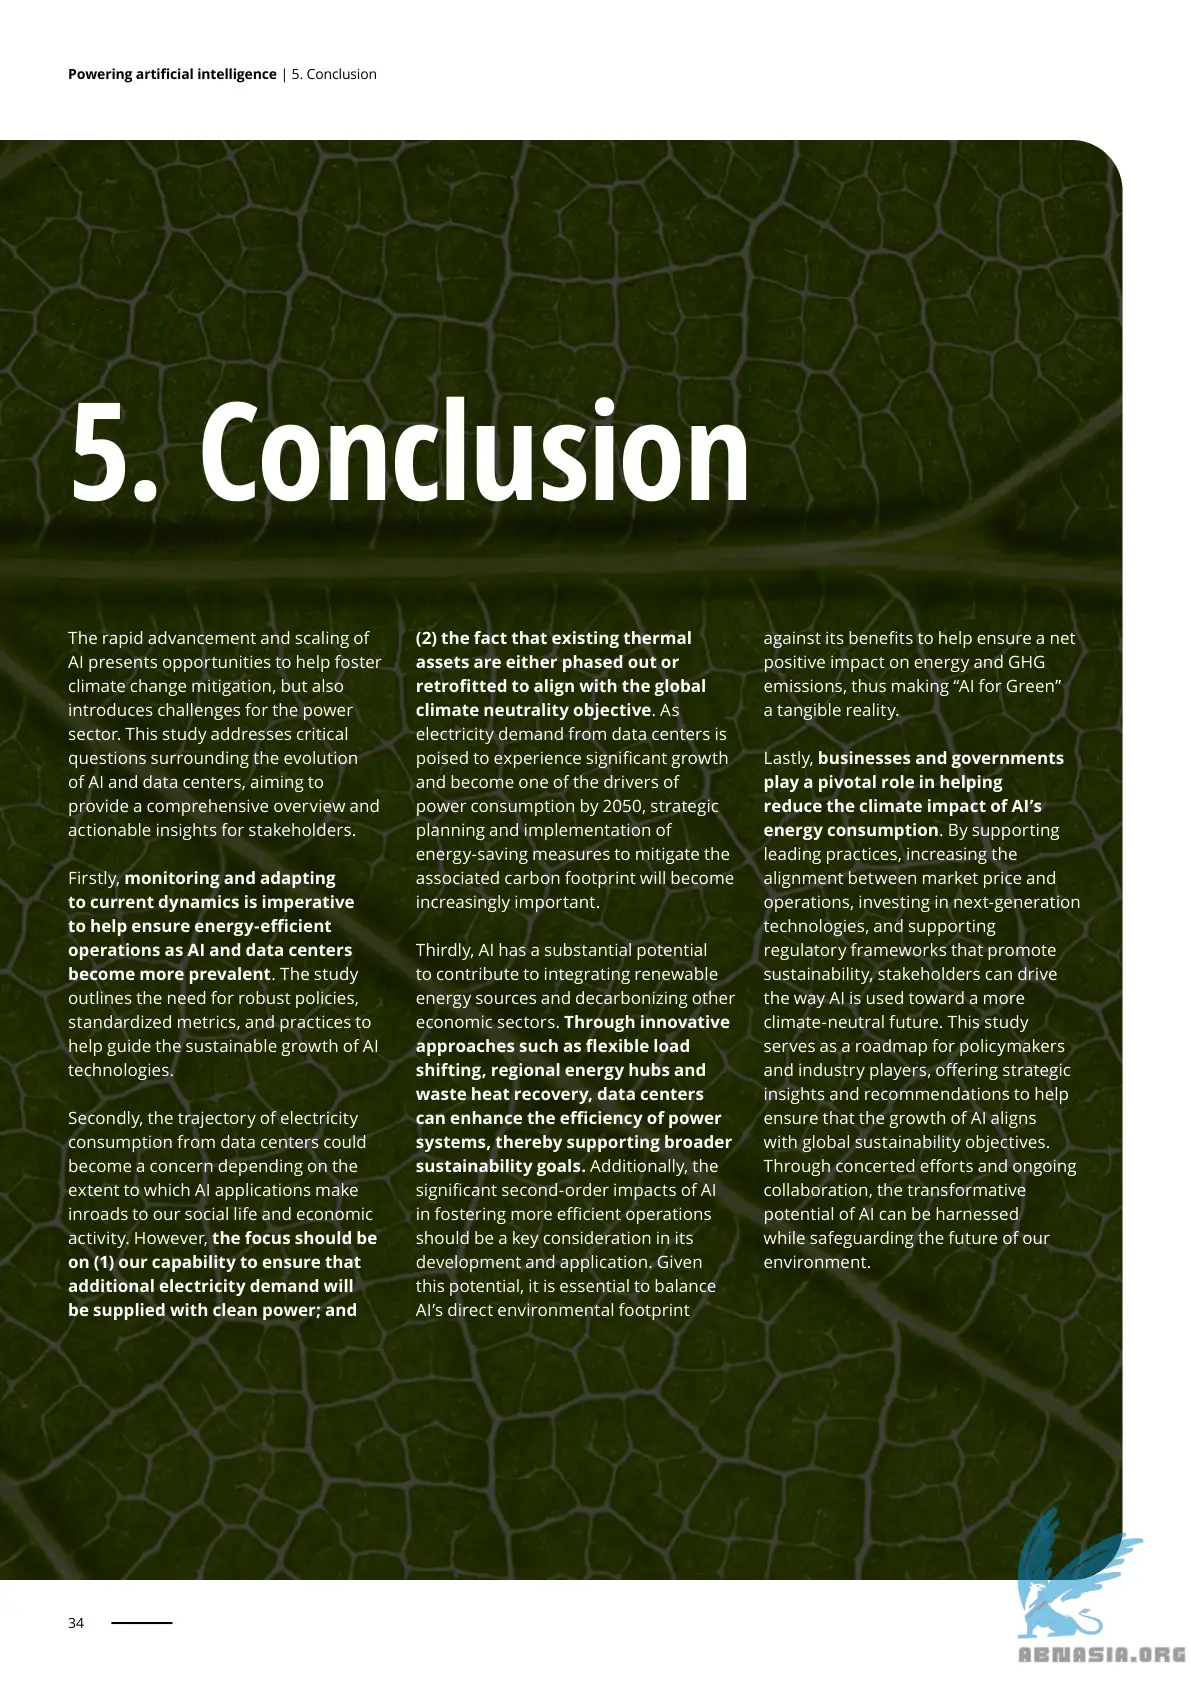 Powering artificial intelligence | 5. Conclusion
5. Conclusion
The rapid advancement and scaling of
AI presents opportunities to help foster
climate change mitigation, but also
introduces challenges for the power
sector. This study addresses critical
questions surrounding the evolution
of AI and data centers, aiming to
provide a comprehensive overview and
actionable insights for stakeholders.
Firstly, monitoring and adapting
to current dynamics is imperative
to help ensure energy-efficient
operations as AI and data centers
become more prevalent. The study
outlines the need for robust policies,
standardized metrics, and practices to
help guide the sustainable growth of AI
technologies.
Secondly, the trajectory of electricity
consumption from data centers could
become a concern depending on the
extent to which AI applications make
inroads to our social life and economic
activity. However, the focus should be
on (1) our capability to ensure that
additional electricity demand will
be supplied with clean power; and
(2) the fact that existing thermal
assets are either phased out or
retrofitted to align with the global
climate neutrality objective. As
electricity demand from data centers is
poised to experience significant growth
and become one of the drivers of
power consumption by 2050, strategic
planning and implementation of
energy-saving measures to mitigate the
associated carbon footprint will become
increasingly important.
Thirdly, AI has a substantial potential
to contribute to integrating renewable
energy sources and decarbonizing other
economic sectors. Through innovative
approaches such as flexible load
shifting, regional energy hubs and
waste heat recovery, data centers
can enhance the efficiency of power
systems, thereby supporting broader
sustainability goals. Additionally, the
significant second-order impacts of AI
in fostering more efficient operations
should be a key consideration in its
development and application. Given
this potential, it is essential to balance
AI’s direct environmental footprint
against its benefits to help ensure a net
positive impact on energy and GHG
emissions, thus making “AI for Green”
a tangible reality.
Lastly, businesses and governments
play a pivotal role in helping
reduce the climate impact of AI’s
energy consumption. By supporting
leading practices, increasing the
alignment between market price and
operations, investing in next-generation
technologies, and supporting
regulatory frameworks that promote
sustainability, stakeholders can drive
the way AI is used toward a more
climate-neutral future. This study
serves as a roadmap for policymakers
and industry players, offering strategic
insights and recommendations to help
ensure that the growth of AI aligns
with global sustainability objectives.
Through concerted efforts and ongoing
collaboration, the transformative
potential of AI can be harnessed
while safeguarding the future of our
environment.
34
ABNASIA.ORG